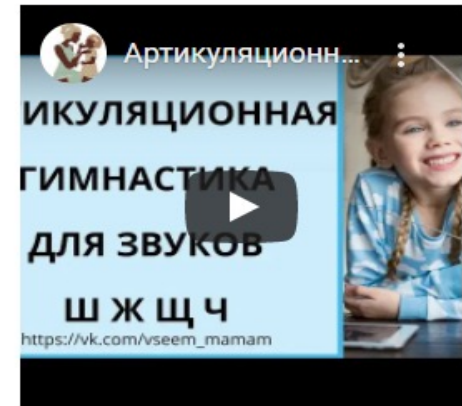 Артикуляционн...
ИКУЛЯЦИОННАЯ
ГИМНАСТИКА
ДЛЯ ЗВУКОВ
Ш Ж Щ Ч
https://vk.com/vseem_mamam